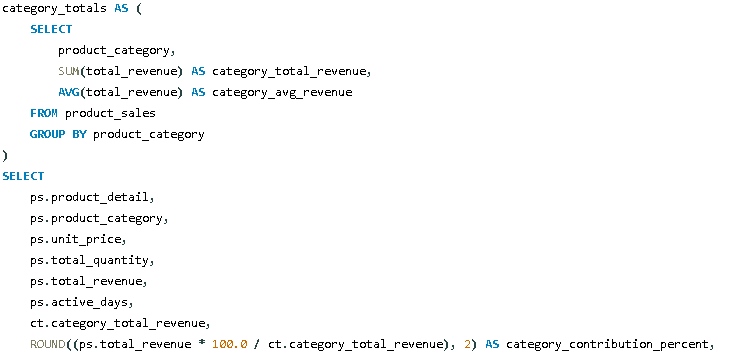 category_totals AS (
    SELECT
        product_category,
        SUM(total_revenue) AS category_total_revenue,
        AVG(total_revenue) AS category_avg_revenue
    FROM product_sales
    GROUP BY product_category
)
SELECT
    ps.product_detail,
    ps.product_category,
    ps.unit_price,
    ps.total_quantity,
    ps.total_revenue,
    ps.active_days,
    ct.category_total_revenue,
    ROUND((ps.total_revenue * 100.0 / ct.category_total_revenue), 2) AS category_contribution_percent,